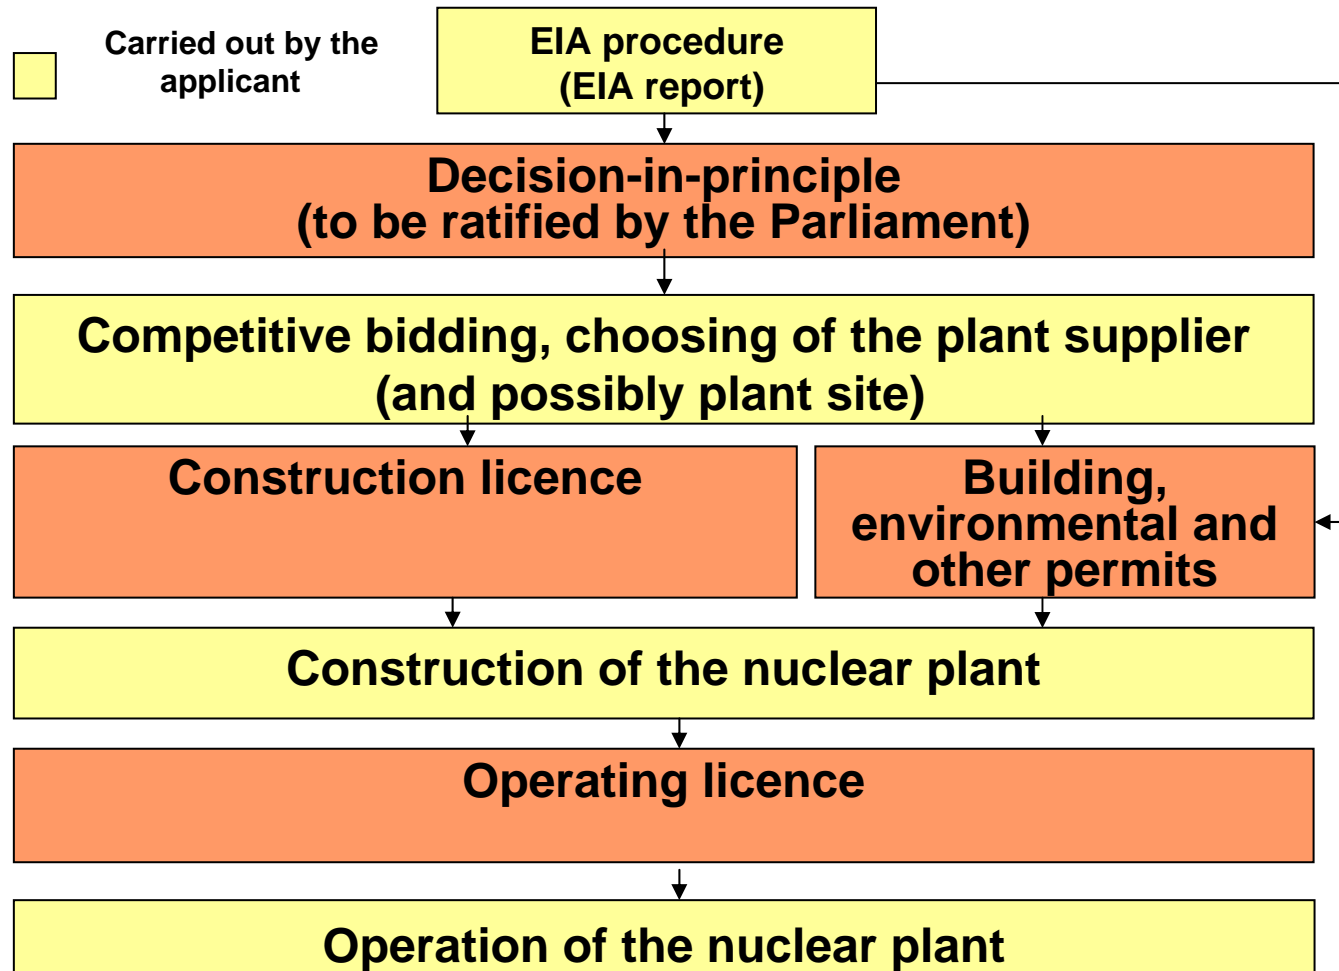 Carried out by the
applicant
EIA procedure
(EIA report)
Decision-in-principle
(to be ratified by the Parliament)
Competitive bidding, choosing of the plant supplier
(and possibly plant site)
Construction licence
Building,
environmental and
other permits
Construction of the nuclear plant
Operating licence
Operation of the nuclear plant